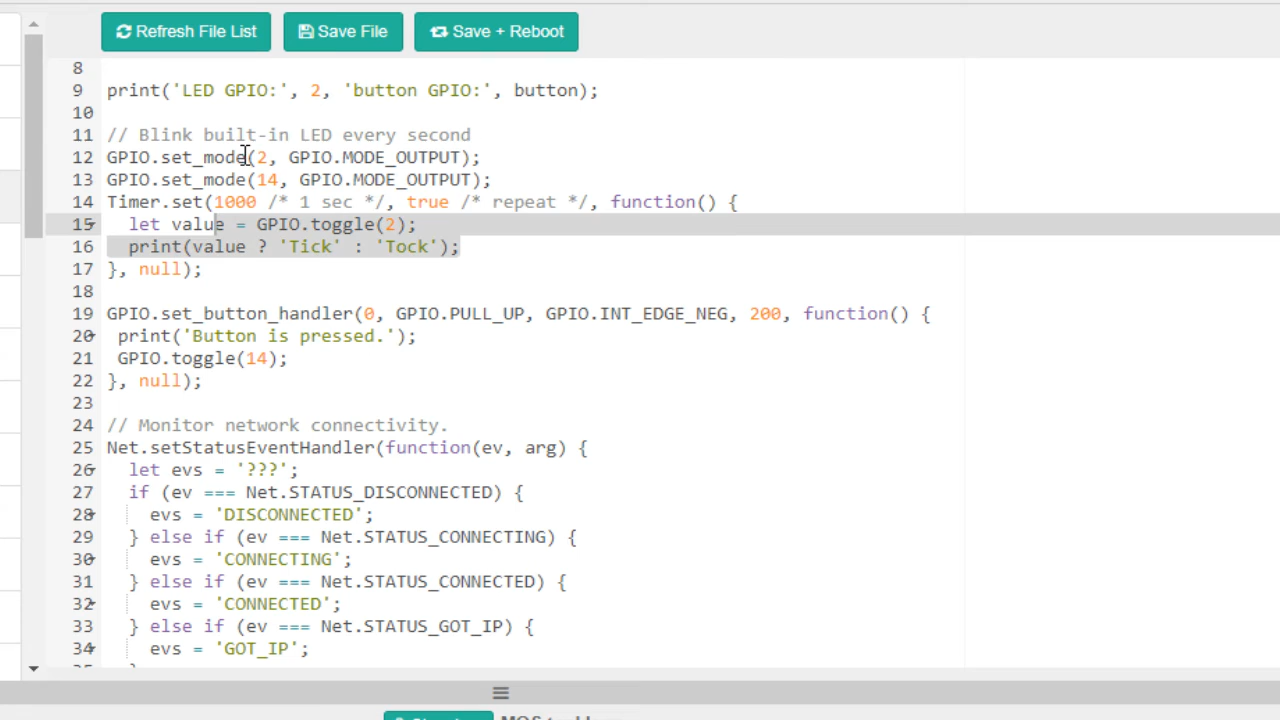 Refresh File List Save File Save + Reboot
8
9 print('LED GPIO:', 2, 'button GPIO:', button);
10
11 // Blink built-in LED every second
12 GPIO.set_mode(2, GPIO.MODE_OUTPUT);
13 GPIO.set_mode(14, GPIO.MODE_OUTPUT);
14 Timer.set(1000 /* 1 sec */, true /* repeat */, function() {
15 let value = GPIO.toggle(2);
16 print(value ? 'Tick' : 'Tock');
17 }, null);
18
19 GPIO.set_button_handler(0, GPIO.PULL_UP, GPIO.INT_EDGE_NEG, 200, function() {
20 print('Button is pressed.');
21 GPIO.toggle(14);
22 }, null);
23
24 // Monitor network connectivity.
25 Net.setStatusEventHandler(function(ev, arg) {
26 let evs = '???';
27 if (ev === Net.STATUS_DISCONNECTED) {
28 evs = 'DISCONNECTED';
29 } else if (ev === Net.STATUS_CONNECTING) {
30 evs = 'CONNECTING';
31 } else if (ev === Net.STATUS_CONNECTED) {
32 evs = 'CONNECTED';
33 } else if (ev === Net.STATUS_GOT_IP) {
34 evs = 'GOT_IP';